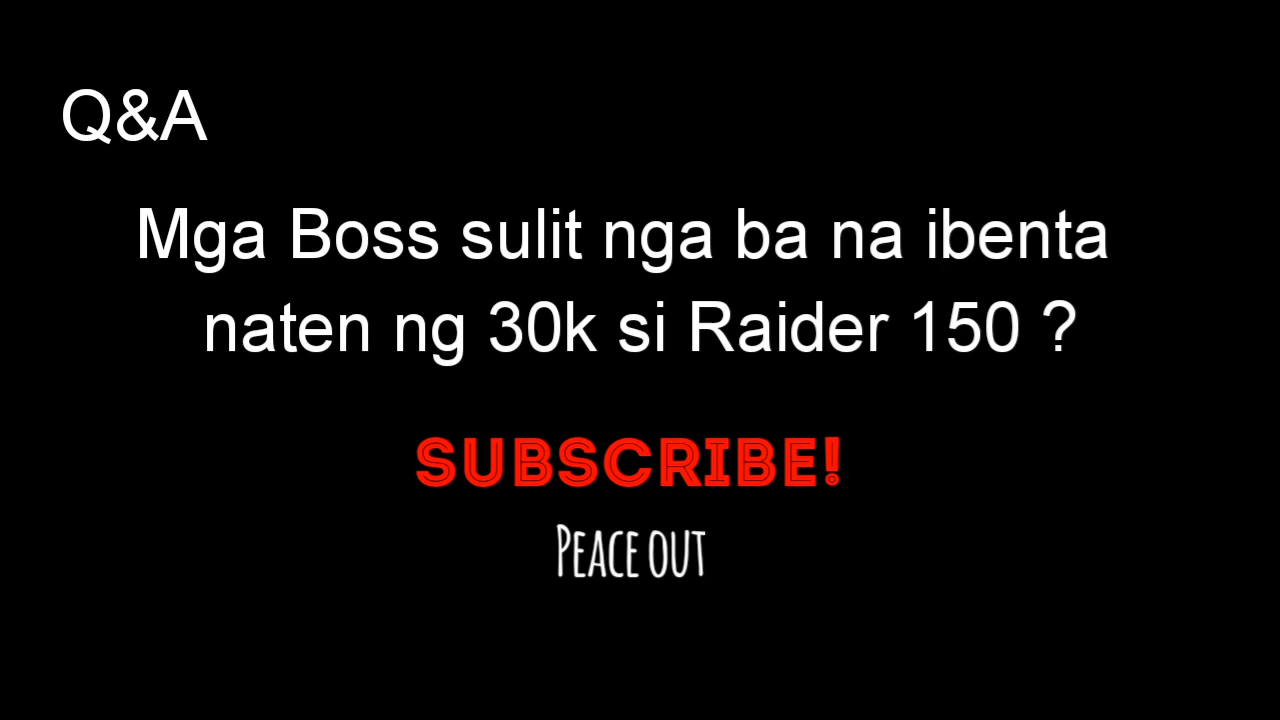 Q&A
Mga Boss sulit nga ba na ibenta
naten ng 30k si Raider 150 ?
SUBSCRIBE!
PEACE OUT